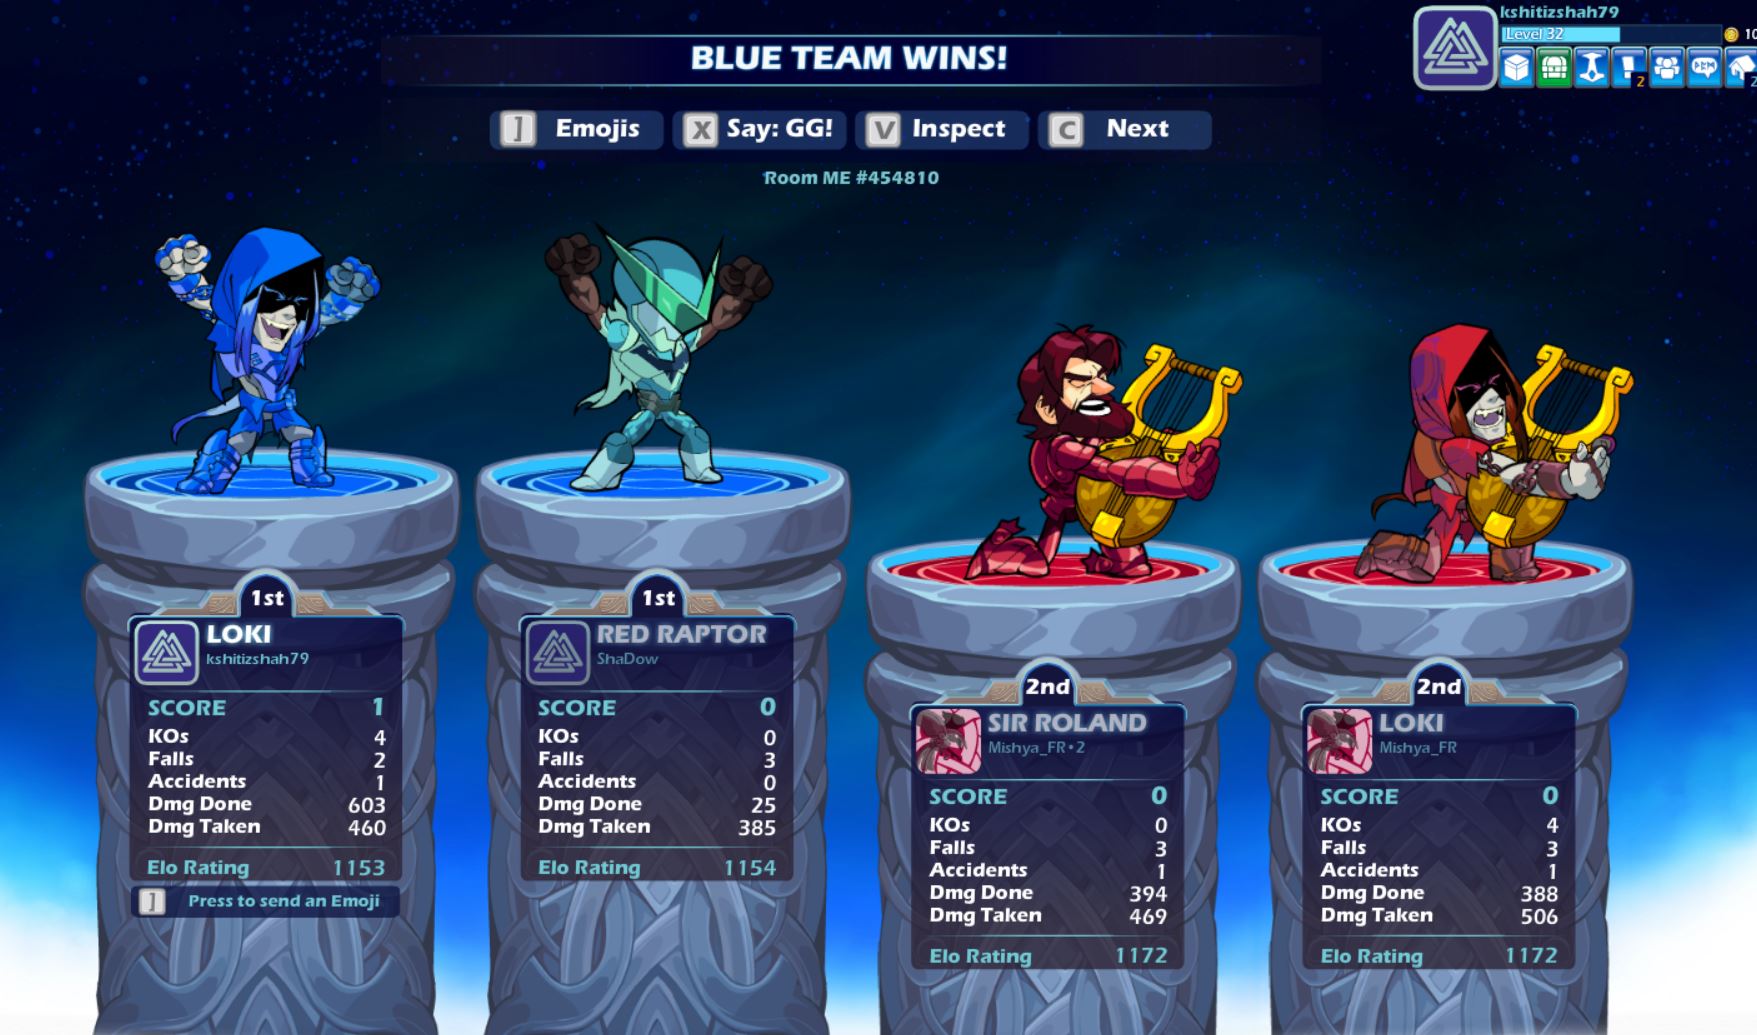 kshitizshah79
Level 32
10
2
2
BLUE TEAM WINS!
] Emojis
X Say: GG!
V Inspect
C Next
Room ME #454810
1st
LOKI
kshitizshah79
SCORE 1
KOs 4
Falls 2
Accidents 1
Dmg Done 603
Dmg Taken 460
Elo Rating 1153
] Press to send an Emoji
1st
RED RAPTOR
ShaDow
SCORE 0
KOs 0
Falls 3
Accidents 0
Dmg Done 25
Dmg Taken 385
Elo Rating 1154
2nd
SIR ROLAND
Mishya_FR•2
SCORE 0
KOs 0
Falls 3
Accidents 1
Dmg Done 394
Dmg Taken 469
Elo Rating 1172
2nd
LOKI
Mishya_FR
SCORE 0
KOs 4
Falls 3
Accidents 1
Dmg Done 388
Dmg Taken 506
Elo Rating 1172